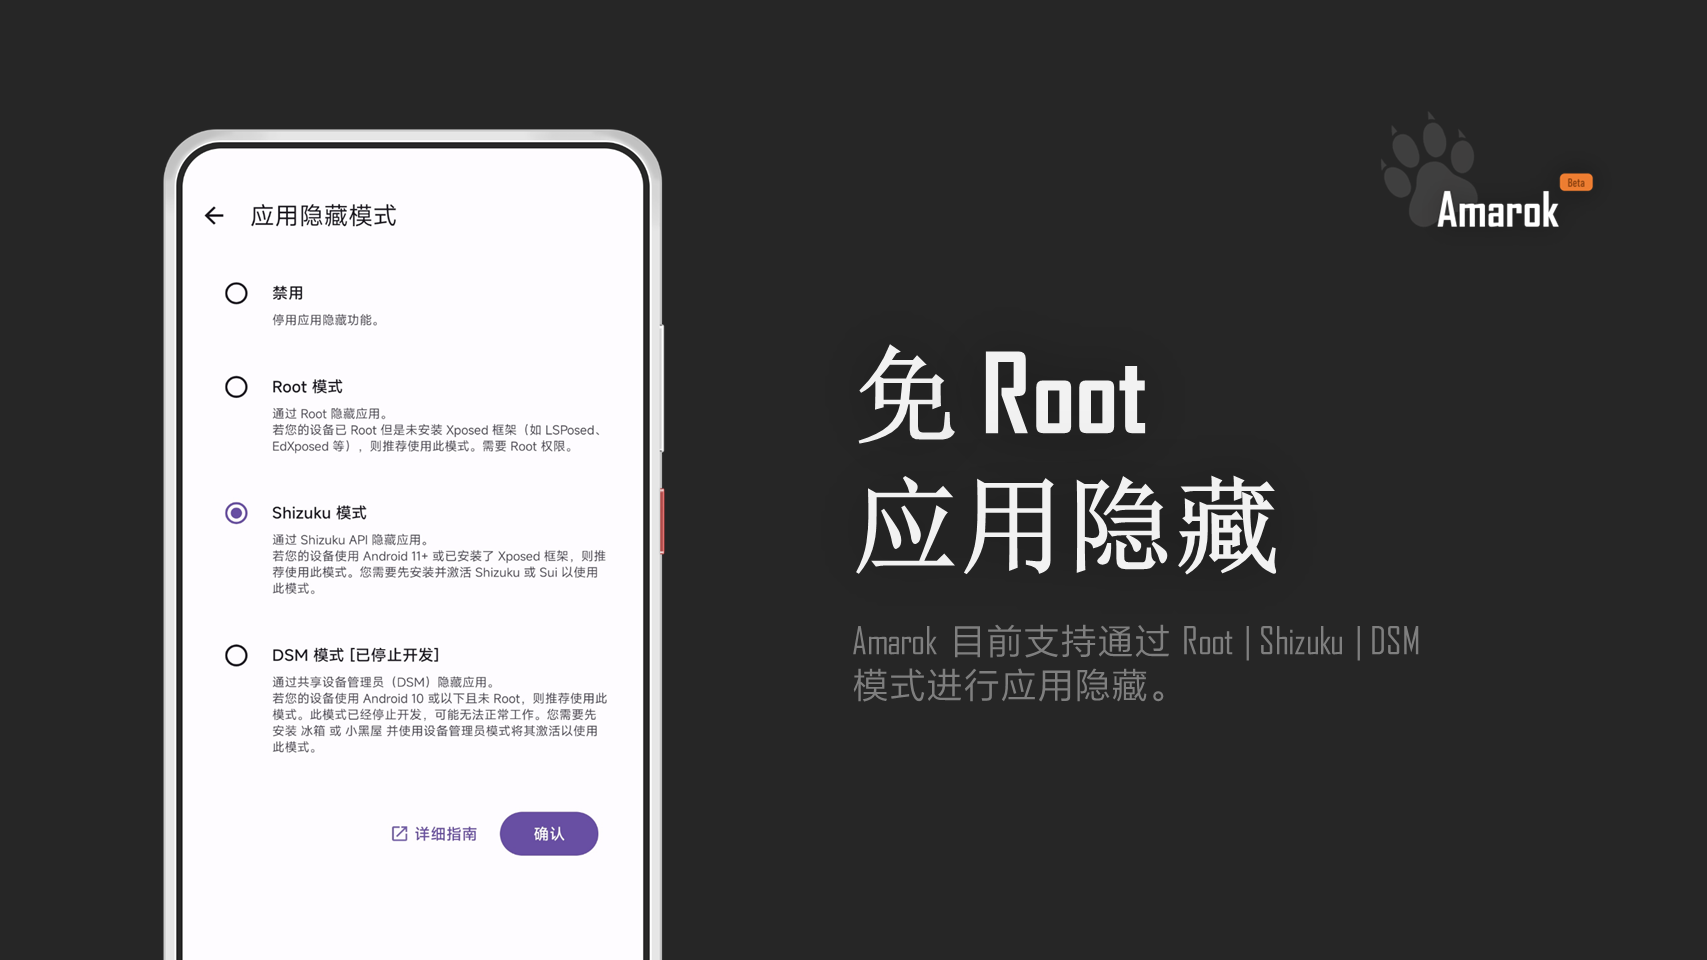 应用隐藏模式
禁用
停用应用隐藏功能。
Root 模式
通过 Root 隐藏应用。
若您的设备已 Root 但是未安装 Xposed 框架（如 LSPosed、
EdXposed 等），则推荐使用此模式。需要 Root 权限。
Shizuku 模式
通过 Shizuku API 隐藏应用。
若您的设备使用 Android 11+ 或已安装了 Xposed 框架，则推
荐使用此模式。您需要先安装并激活 Shizuku 或 Sui 以使用
此模式。
DSM 模式 [已停止开发]
通过共享设备管理员（DSM）隐藏应用。
若您的设备使用 Android 10 或以下且未 Root，则推荐使用此
模式。此模式已经停止开发，可能无法正常工作。您需要先
安装 冰箱 或 小黑屋 并使用设备管理员模式将其激活以使用
此模式。
详细指南
确认
Amarok
Beta
免 Root
应用隐藏
Amarok 目前支持通过 Root | Shizuku | DSM
模式进行应用隐藏。